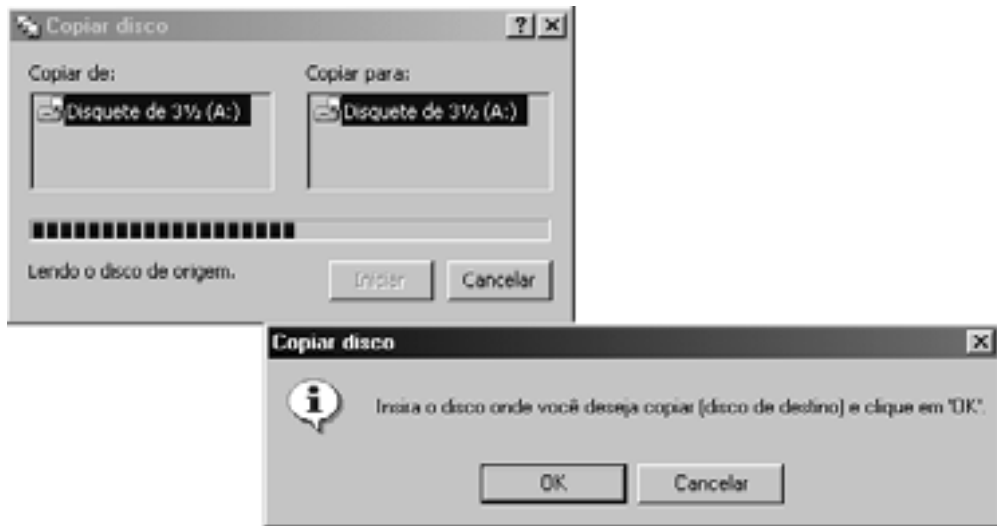 Copiar disco
Copiar de:
Copiar para:
Disquete de 3½ (A:)
Disquete de 3½ (A:)
Lendo o disco de origem.
Iniciar
Cancelar
Copiar disco
Insira o disco onde você deseja copiar (disco de destino) e clique em "OK".
OK
Cancelar